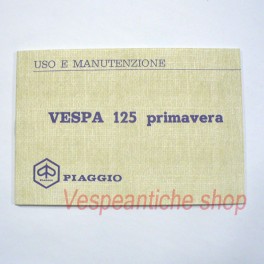 USO E MANUTENZIONE
VESPA 125 primavera
PIAGGIO
Vespeantiche shop